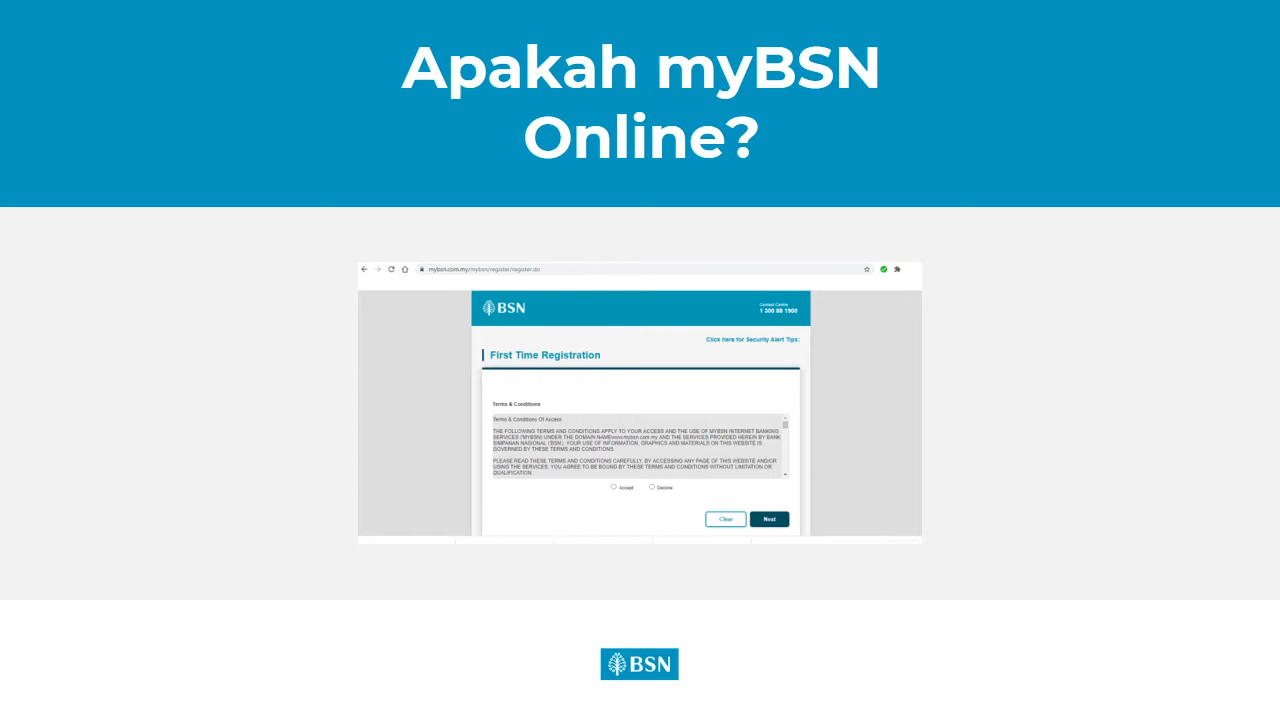 Apakah myBSN
Online?
mybsn.com.my/mybsn/register/register.do
BSN
Contact Centre
1 300 88 1900
Click here for Security Alert Tips:
First Time Registration
Terms & Conditions
Terms & Conditions Of Access
THE FOLLOWING TERMS AND CONDITIONS APPLY TO YOUR ACCESS AND THE USE OF MYBSN INTERNET BANKING
SERVICES ('MYBSN') UNDER THE DOMAIN NAMEwww.mybsn.com.my AND THE SERVICES PROVIDED HEREIN BY BANK
SIMPANAN NASIONAL ('BSN'). YOUR USE OF INFORMATION, GRAPHICS AND MATERIALS ON THIS WEBSITE IS
GOVERNED BY THESE TERMS AND CONDITIONS
PLEASE READ THESE TERMS AND CONDITIONS CAREFULLY. BY ACCESSING ANY PAGE OF THIS WEBSITE AND/OR
USING THE SERVICES, YOU AGREE TO BE BOUND BY THESE TERMS AND CONDITIONS WITHOUT LIMITATION OR
QUALIFICATION
Accept Decline
Clear Next
BSN